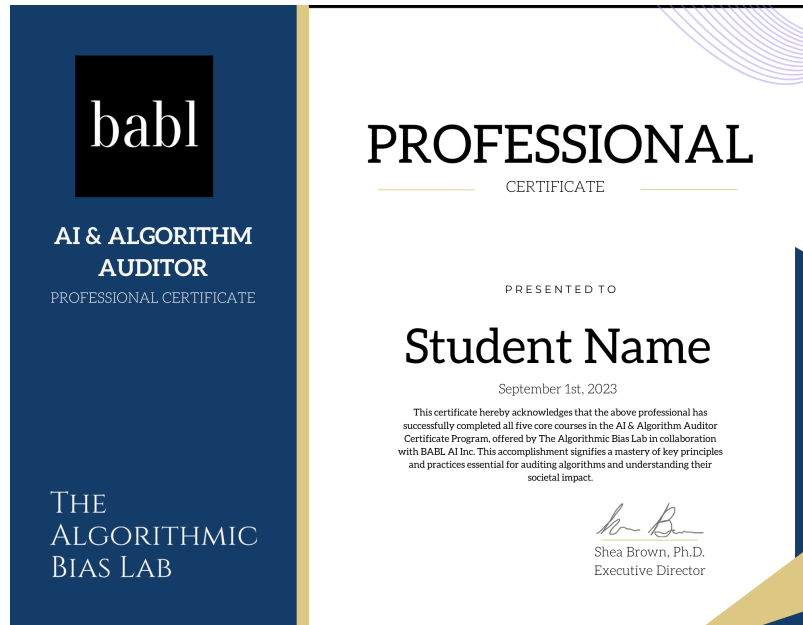 babl
AI & ALGORITHM
AUDITOR
PROFESSIONAL CERTIFICATE
THE
ALGORITHMIC
BIAS LAB
PROFESSIONAL
CERTIFICATE
PRESENTED TO
Student Name
September 1st, 2023
This certificate hereby acknowledges that the above professional has
successfully completed all five core courses in the AI & Algorithm Auditor
Certificate Program, offered by The Algorithmic Bias Lab in collaboration
with BABL AI Inc. This accomplishment signifies a mastery of key principles
and practices essential for auditing algorithms and understanding their
societal impact.
Shea Brown, Ph.D.
Executive Director